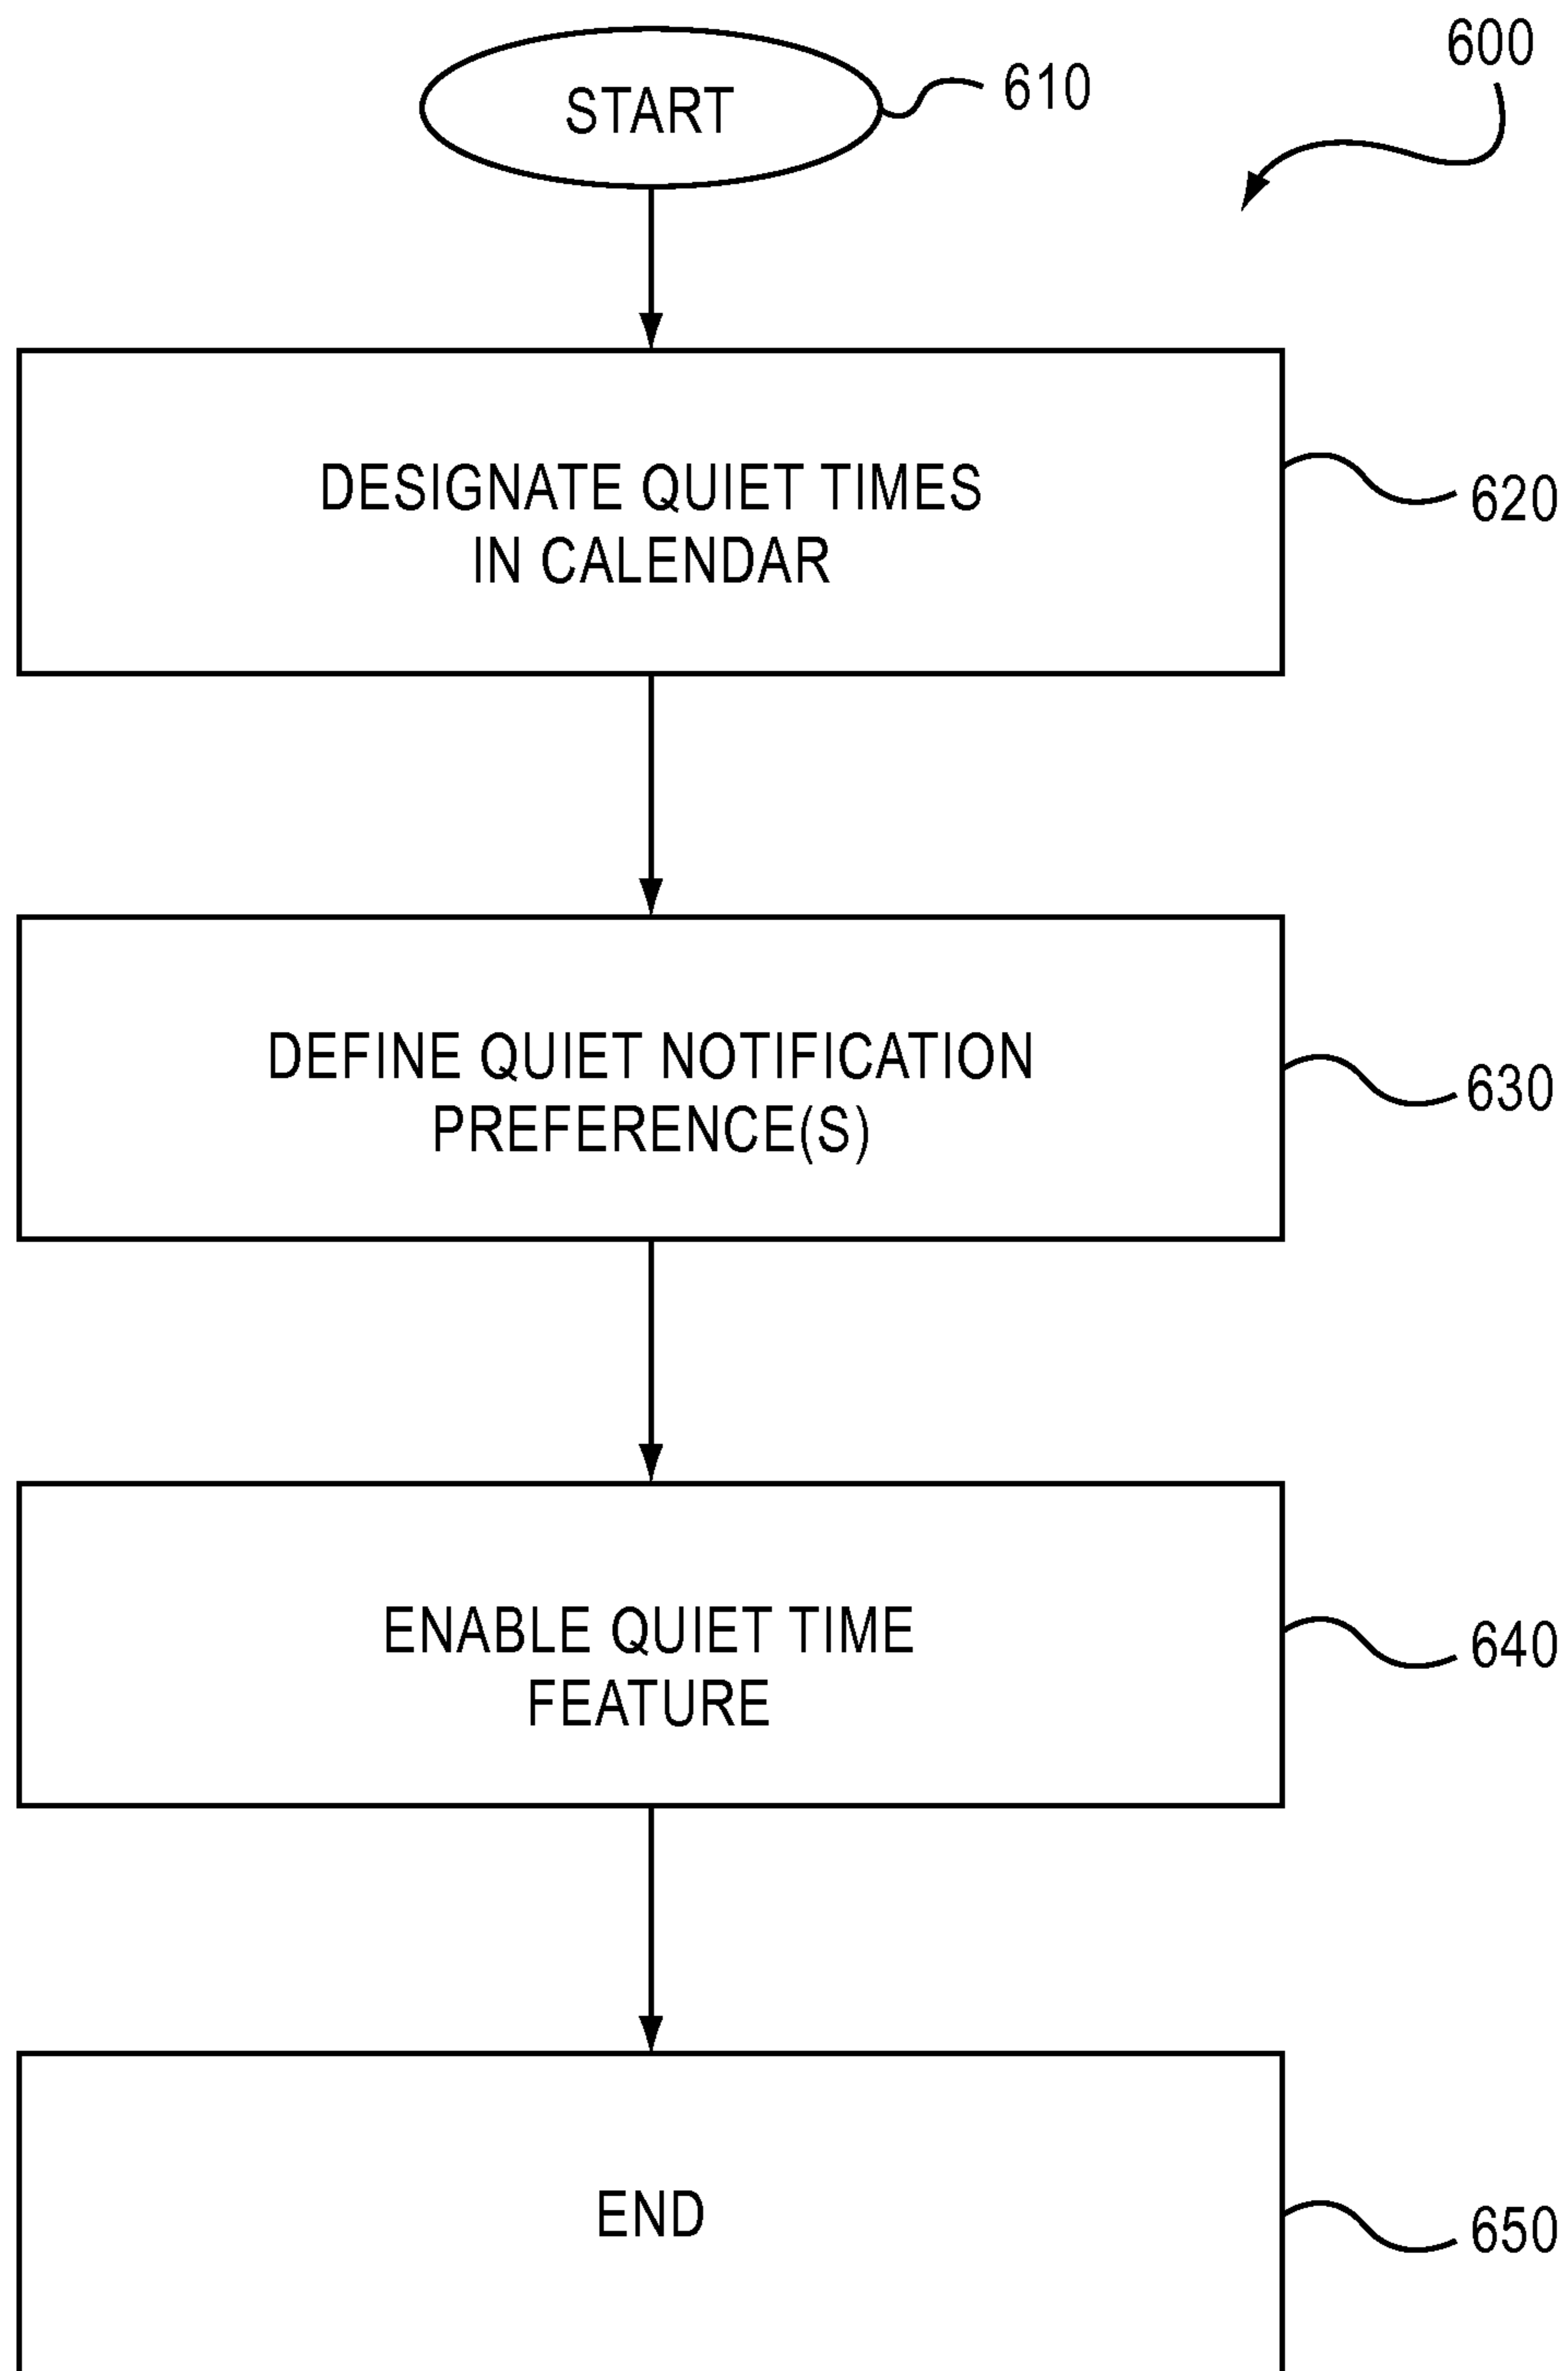 600
START
610
DESIGNATE QUIET TIMES
IN CALENDAR
620
DEFINE QUIET NOTIFICATION
PREFERENCE(S)
630
ENABLE QUIET TIME
FEATURE
640
END
650